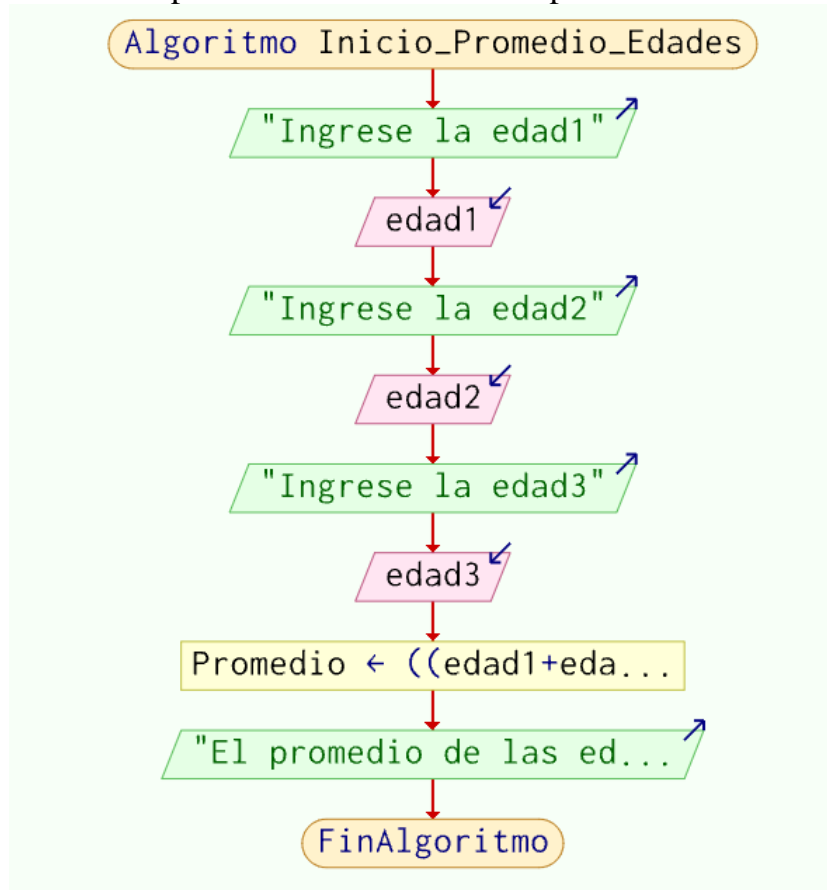 Algoritmo Inicio_Promedio_Edades
"Ingrese la edad1"
edad1
"Ingrese la edad2"
edad2
"Ingrese la edad3"
edad3
Promedio ← ((edad1+eda...
"El promedio de las ed...
FinAlgoritmo